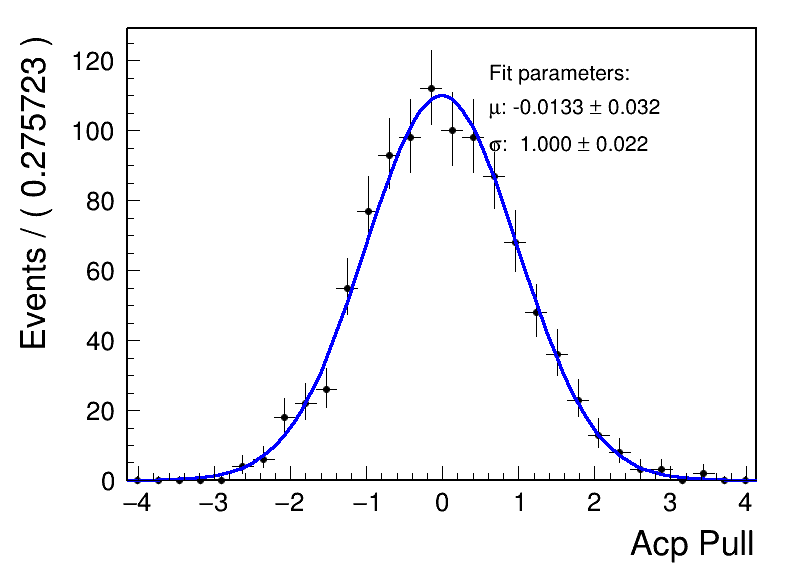 Events / ( 0.275723 )
120
100
80
60
40
20
0
Fit parameters:
μ: -0.0133 ± 0.032
σ: 1.000 ± 0.022
−4 −3 −2 −1 0 1 2 3 4
Acp Pull